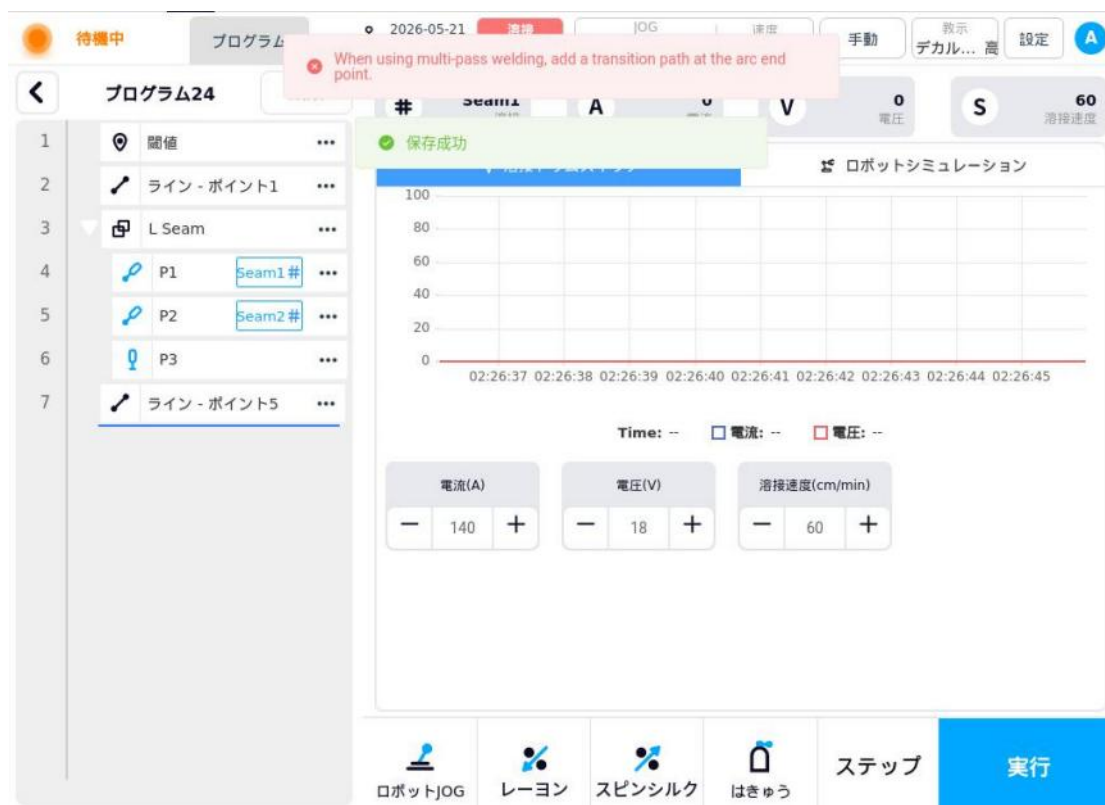 待機中
プログラム
2026-05-21
溶接
JOG
速度
手動
教示
デカル... 高
設定
A
When using multi-pass welding, add a transition path at the arc end
point.
プログラム24
# Seam1
A 0
V 0
電圧
S 60
溶接速度
保存成功
ロボットシミュレーション
1 閾値 •••
2 ライン - ポイント1 •••
3 L Seam •••
4 P1 Seam1# •••
5 P2 Seam2# •••
6 P3 •••
7 ライン - ポイント5 •••
100
80
60
40
20
0
02:26:37 02:26:38 02:26:39 02:26:40 02:26:41 02:26:42 02:26:43 02:26:44 02:26:45
Time: -- 電流: -- 電圧: --
電流(A) 電圧(V) 溶接速度(cm/min)
— 140 + — 18 + — 60 +
ロボットJOG
レーヨン
スピンシルク
はきゅう
ステップ
実行